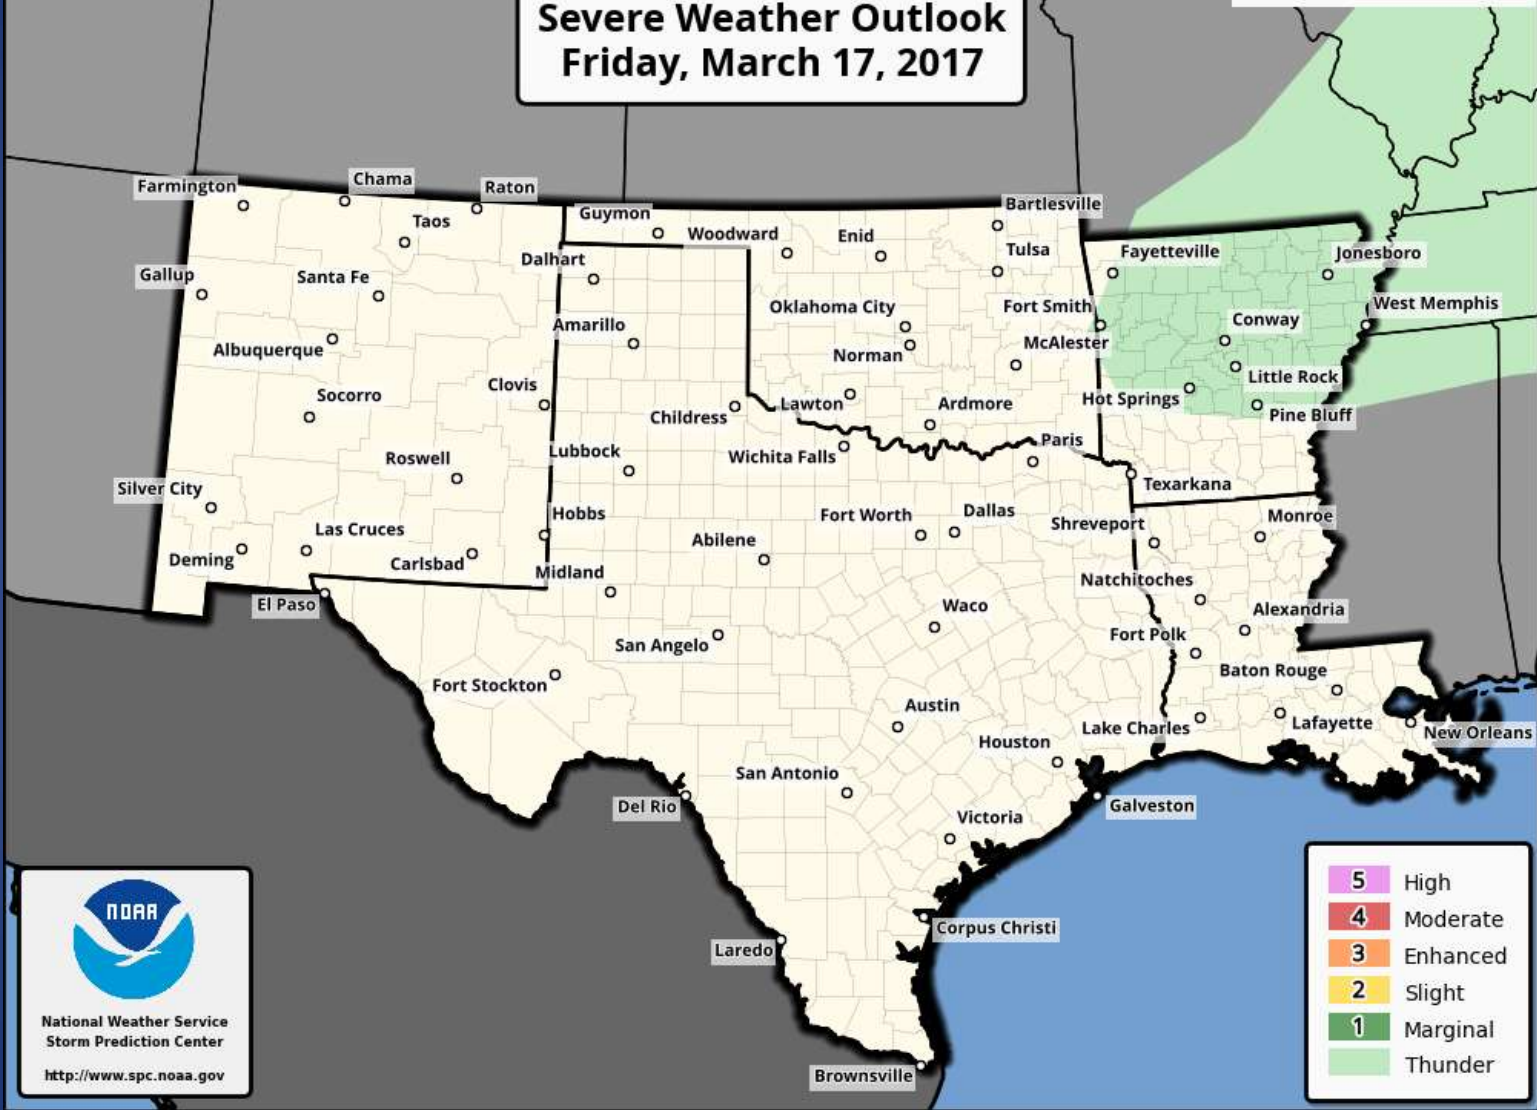 Severe Weather Outlook
Friday, March 17, 2017
Farmington
Chama
Raton
Taos
Guymon
Woodward
Enid
Bartlesville
Tulsa
Fayetteville
Jonesboro
Gallup
Santa Fe
Dalhart
Oklahoma City
Fort Smith
West Memphis
Albuquerque
Amarillo
Norman
McAlester
Conway
Little Rock
Socorro
Clovis
Childress
Lawton
Ardmore
Hot Springs
Pine Bluff
Roswell
Lubbock
Wichita Falls
Paris
Texarkana
Silver City
Las Cruces
Hobbs
Fort Worth
Dallas
Shreveport
Monroe
Deming
Carlsbad
Abilene
Midland
Natchitoches
El Paso
Waco
Alexandria
San Angelo
Fort Polk
Fort Stockton
Baton Rouge
Austin
Lake Charles
Lafayette
New Orleans
Houston
San Antonio
Del Rio
Galveston
Victoria
Corpus Christi
Laredo
Brownsville
NOAA
National Weather Service
Storm Prediction Center
http://www.spc.noaa.gov
5 High
4 Moderate
3 Enhanced
2 Slight
1 Marginal
Thunder